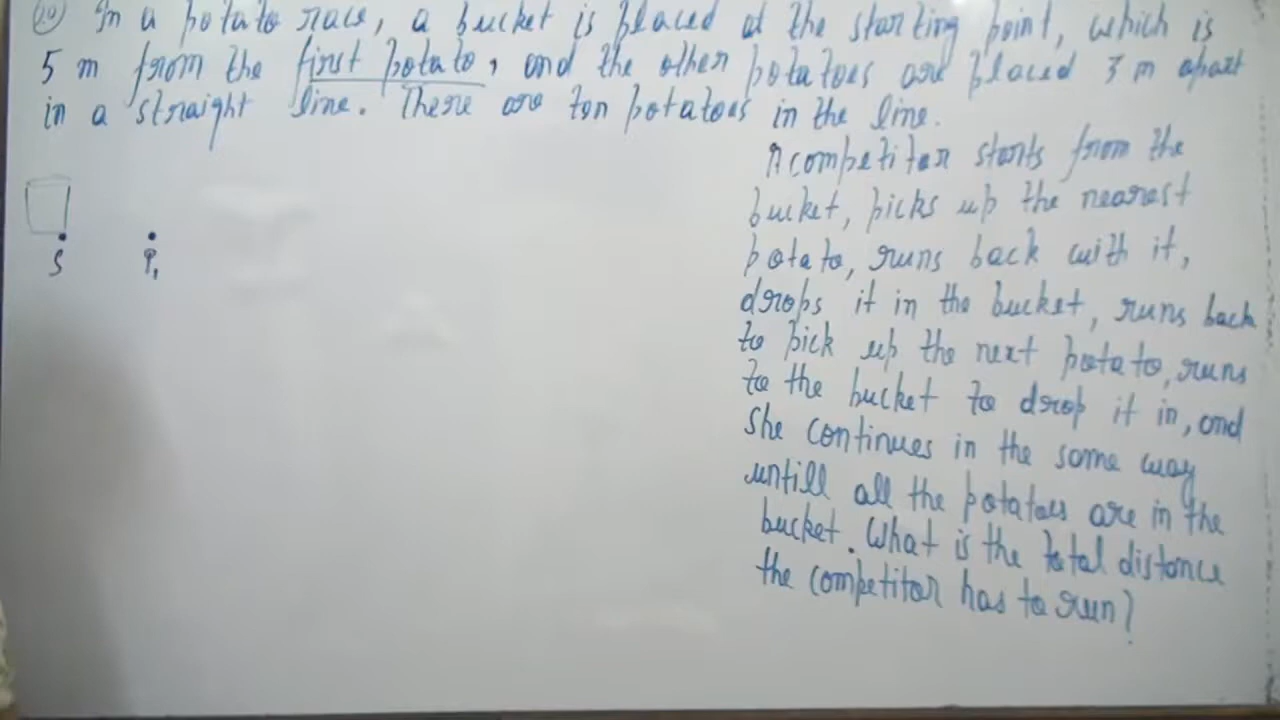 20 In a potato race, a bucket is placed at the starting point, which is
5 m from the first potato, and the other potatoes are placed 3 m apart
in a straight line. There are ten potatoes in the line.
A competitor starts from the
bucket, picks up the nearest
potato, runs back with it,
drops it in the bucket, runs back
to pick up the next potato, runs
to the bucket to drop it in, and
she continues in the same way
untill all the potatoes are in the
bucket. What is the total distance
the competitor has to run?
S P₁